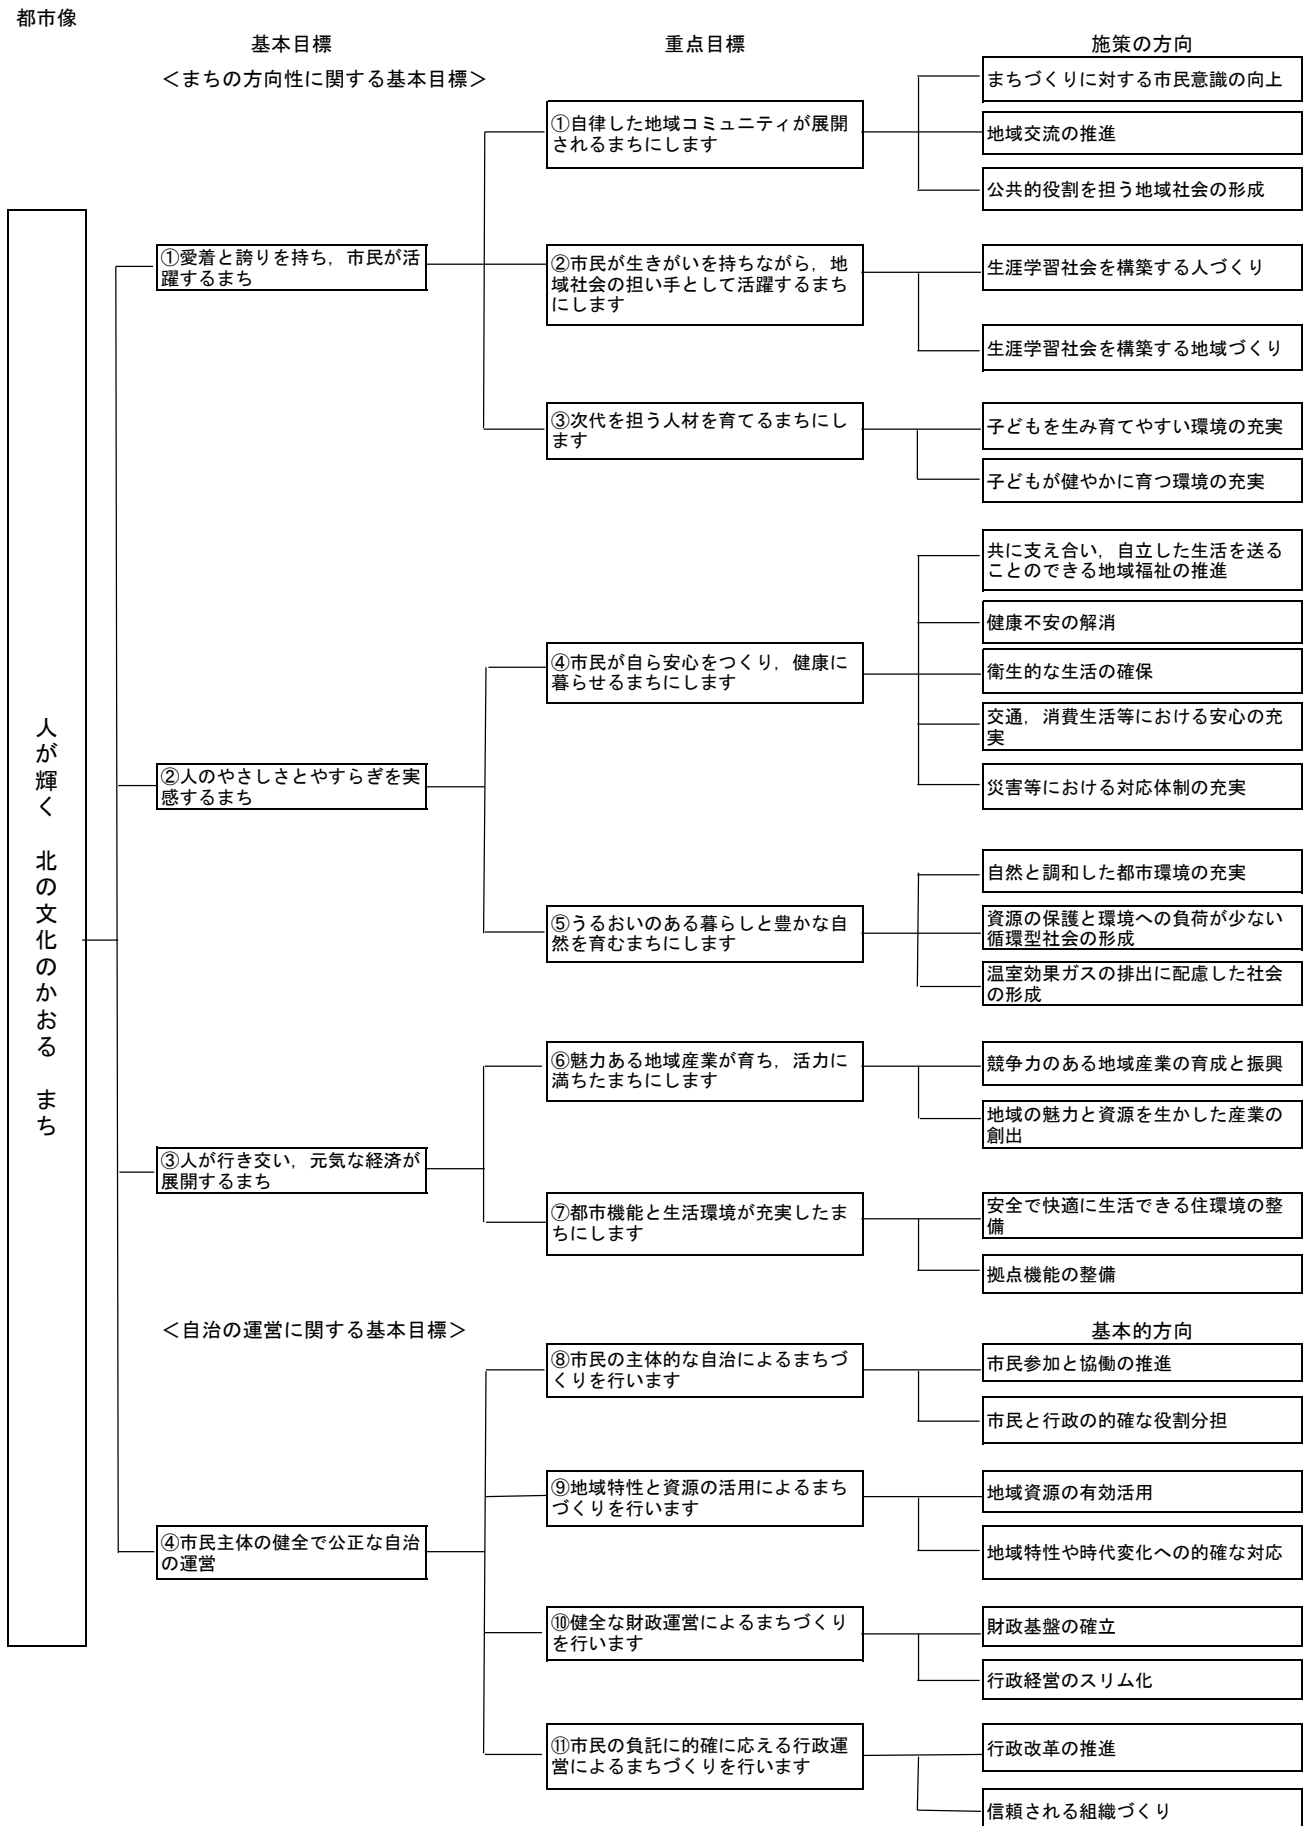 都市像
基本目標
重点目標
施策の方向
＜まちの方向性に関する基本目標＞
人が輝く　北の文化のかおる　まち
①愛着と誇りを持ち，市民が活
躍するまち
①自律した地域コミュニティが展開
されるまちにします
まちづくりに対する市民意識の向上
地域交流の推進
公共的役割を担う地域社会の形成
②市民が生きがいを持ちながら，地
域社会の担い手として活躍するまち
にします
生涯学習社会を構築する人づくり
生涯学習社会を構築する地域づくり
③次代を担う人材を育てるまちにし
ます
子どもを生み育てやすい環境の充実
子どもが健やかに育つ環境の充実
②人のやさしさとやすらぎを実
感するまち
④市民が自ら安心をつくり，健康に
暮らせるまちにします
共に支え合い，自立した生活を送る
ことのできる地域福祉の推進
健康不安の解消
衛生的な生活の確保
交通，消費生活等における安心の充
実
災害等における対応体制の充実
⑤うるおいのある暮らしと豊かな自
然を育むまちにします
自然と調和した都市環境の充実
資源の保護と環境への負荷が少ない
循環型社会の形成
温室効果ガスの排出に配慮した社会
の形成
③人が行き交い，元気な経済が
展開するまち
⑥魅力ある地域産業が育ち，活力に
満ちたまちにします
競争力のある地域産業の育成と振興
地域の魅力と資源を生かした産業の
創出
⑦都市機能と生活環境が充実したま
ちにします
安全で快適に生活できる住環境の整
備
拠点機能の整備
＜自治の運営に関する基本目標＞
基本的方向
④市民主体の健全で公正な自治
の運営
⑧市民の主体的な自治によるまちづ
くりを行います
市民参加と協働の推進
市民と行政の的確な役割分担
⑨地域特性と資源の活用によるまち
づくりを行います
地域資源の有効活用
地域特性や時代変化への的確な対応
⑩健全な財政運営によるまちづくり
を行います
財政基盤の確立
行政経営のスリム化
⑪市民の負託に的確に応える行政運
営によるまちづくりを行います
行政改革の推進
信頼される組織づくり